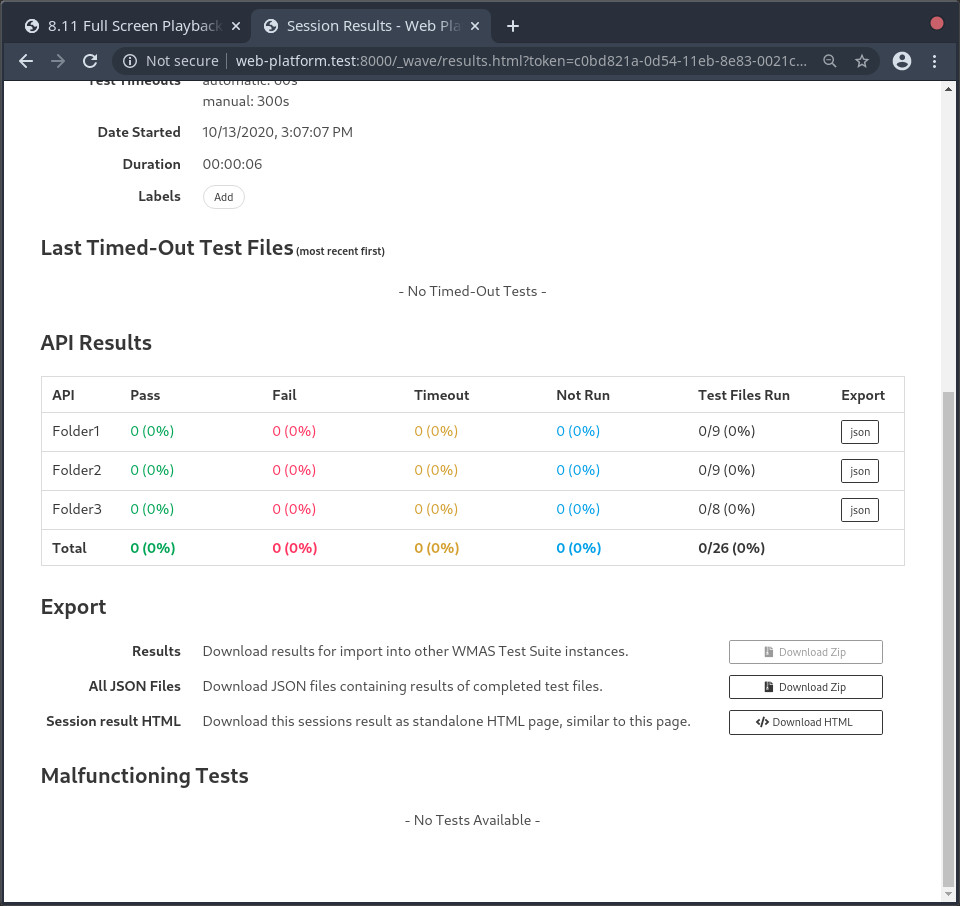 8.11 Full Screen Playback
Session Results - Web Pla
Not secure | web-platform.test:8000/_wave/results.html?token=c0bd821a-0d54-11eb-8e83-0021c...
Test Timeouts automatic: 60s
manual: 300s
Date Started 10/13/2020, 3:07:07 PM
Duration 00:00:06
Labels Add
Last Timed-Out Test Files (most recent first)
- No Timed-Out Tests -
API Results
API Pass Fail Timeout Not Run Test Files Run Export
Folder1 0 (0%) 0 (0%) 0 (0%) 0 (0%) 0/9 (0%) json
Folder2 0 (0%) 0 (0%) 0 (0%) 0 (0%) 0/9 (0%) json
Folder3 0 (0%) 0 (0%) 0 (0%) 0 (0%) 0/8 (0%) json
Total 0 (0%) 0 (0%) 0 (0%) 0 (0%) 0/26 (0%)
Export
Results Download results for import into other WMAS Test Suite instances. Download Zip
All JSON Files Download JSON files containing results of completed test files. Download Zip
Session result HTML Download this sessions result as standalone HTML page, similar to this page. Download HTML
Malfunctioning Tests
- No Tests Available -